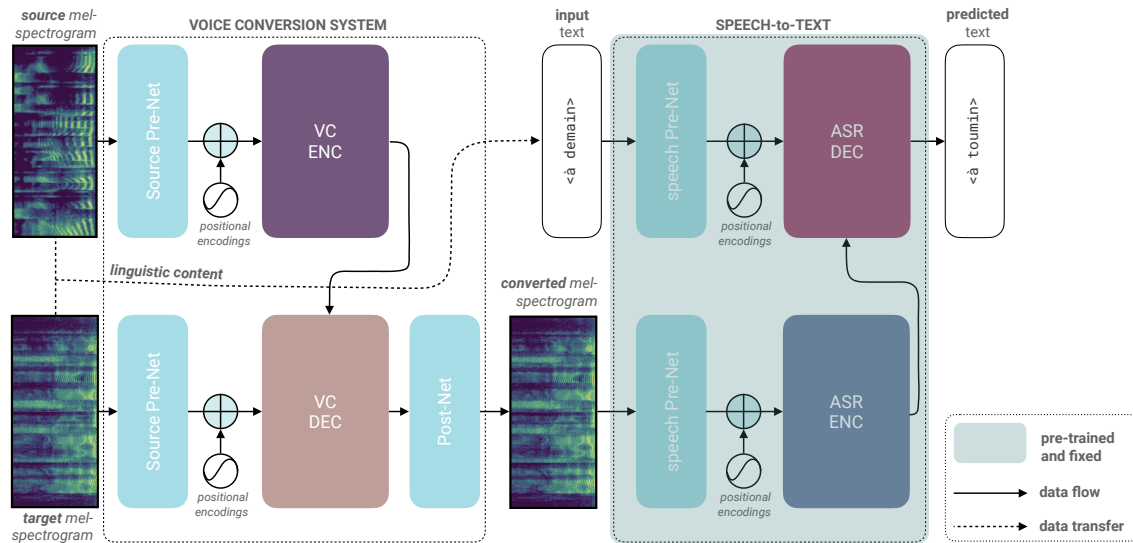 source mel-
spectrogram
VOICE CONVERSION SYSTEM
input
text
SPEECH-to-TEXT
predicted
text
Source Pre-Net
VC
ENC
positional
encodings
<à demain>
speech Pre-Net
positional
encodings
ASR
DEC
<à toumin>
linguistic content
converted mel-
spectrogram
Source Pre-Net
positional
encodings
VC
DEC
Post-Net
speech Pre-Net
positional
encodings
ASR
ENC
target mel-
spectrogram
pre-trained
and fixed
data flow
data transfer